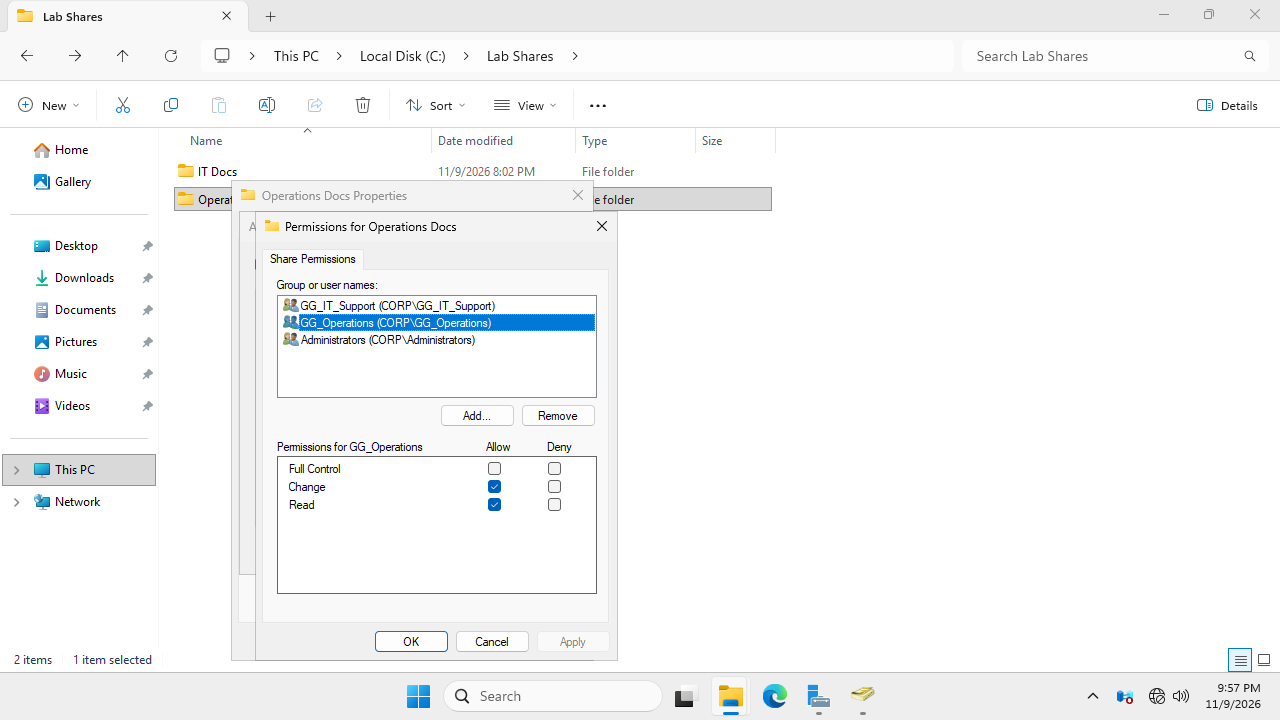 Lab Shares
This PC
Local Disk (C:)
Lab Shares
Search Lab Shares
New
Sort
View
Details
Home
Gallery
Desktop
Downloads
Documents
Pictures
Music
Videos
This PC
Network
Name
Date modified
Type
Size
IT Docs
11/9/2026 8:02 PM
File folder
Operat
e folder
Operations Docs Properties
A
Permissions for Operations Docs
Share Permissions
Group or user names:
GG_IT_Support (CORP\GG_IT_Support)
GG_Operations (CORP\GG_Operations)
Administrators (CORP\Administrators)
Add...
Remove
Permissions for GG_Operations
Allow
Deny
Full Control
Change
Read
OK
Cancel
Apply
2 items
1 item selected
Search
9:57 PM
11/9/2026